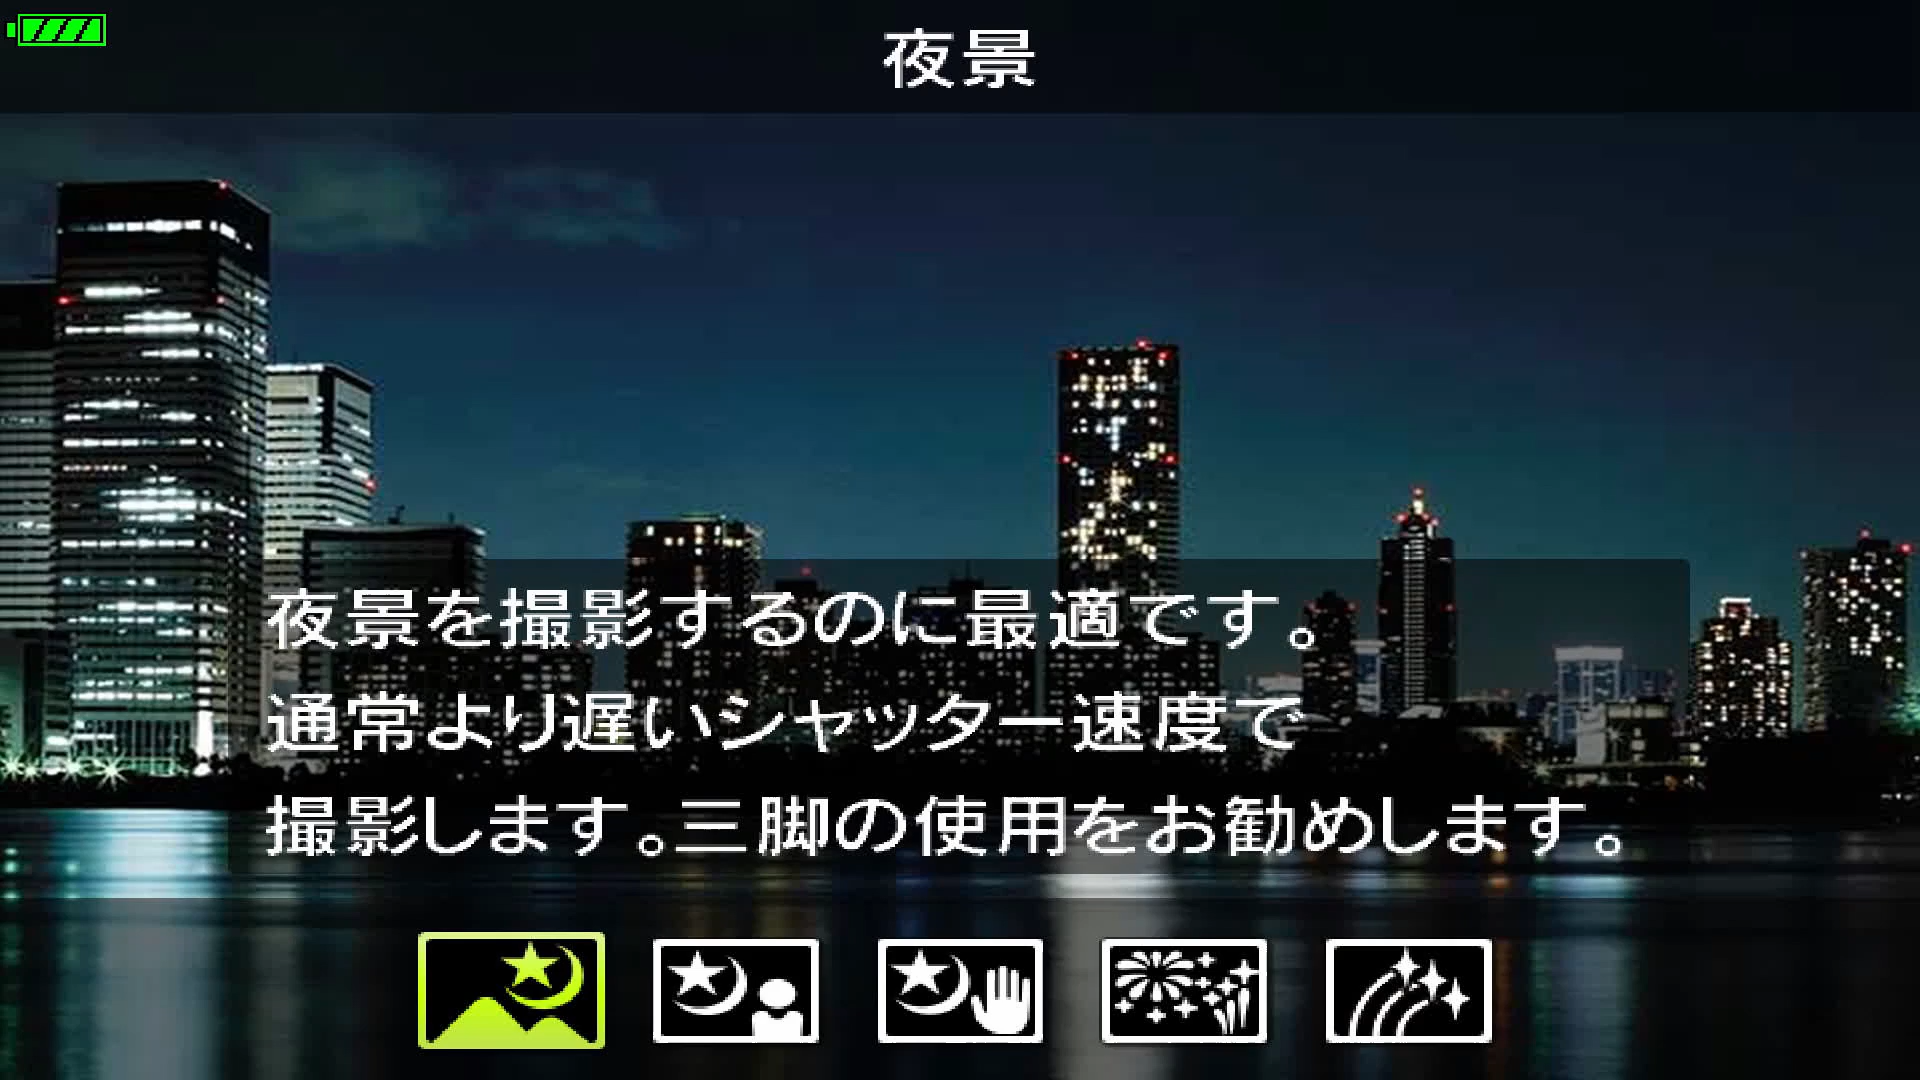 夜景
夜景を撮影するのに最適です。
通常より遅いシャッター速度で
撮影します。三脚の使用をお勧めします。